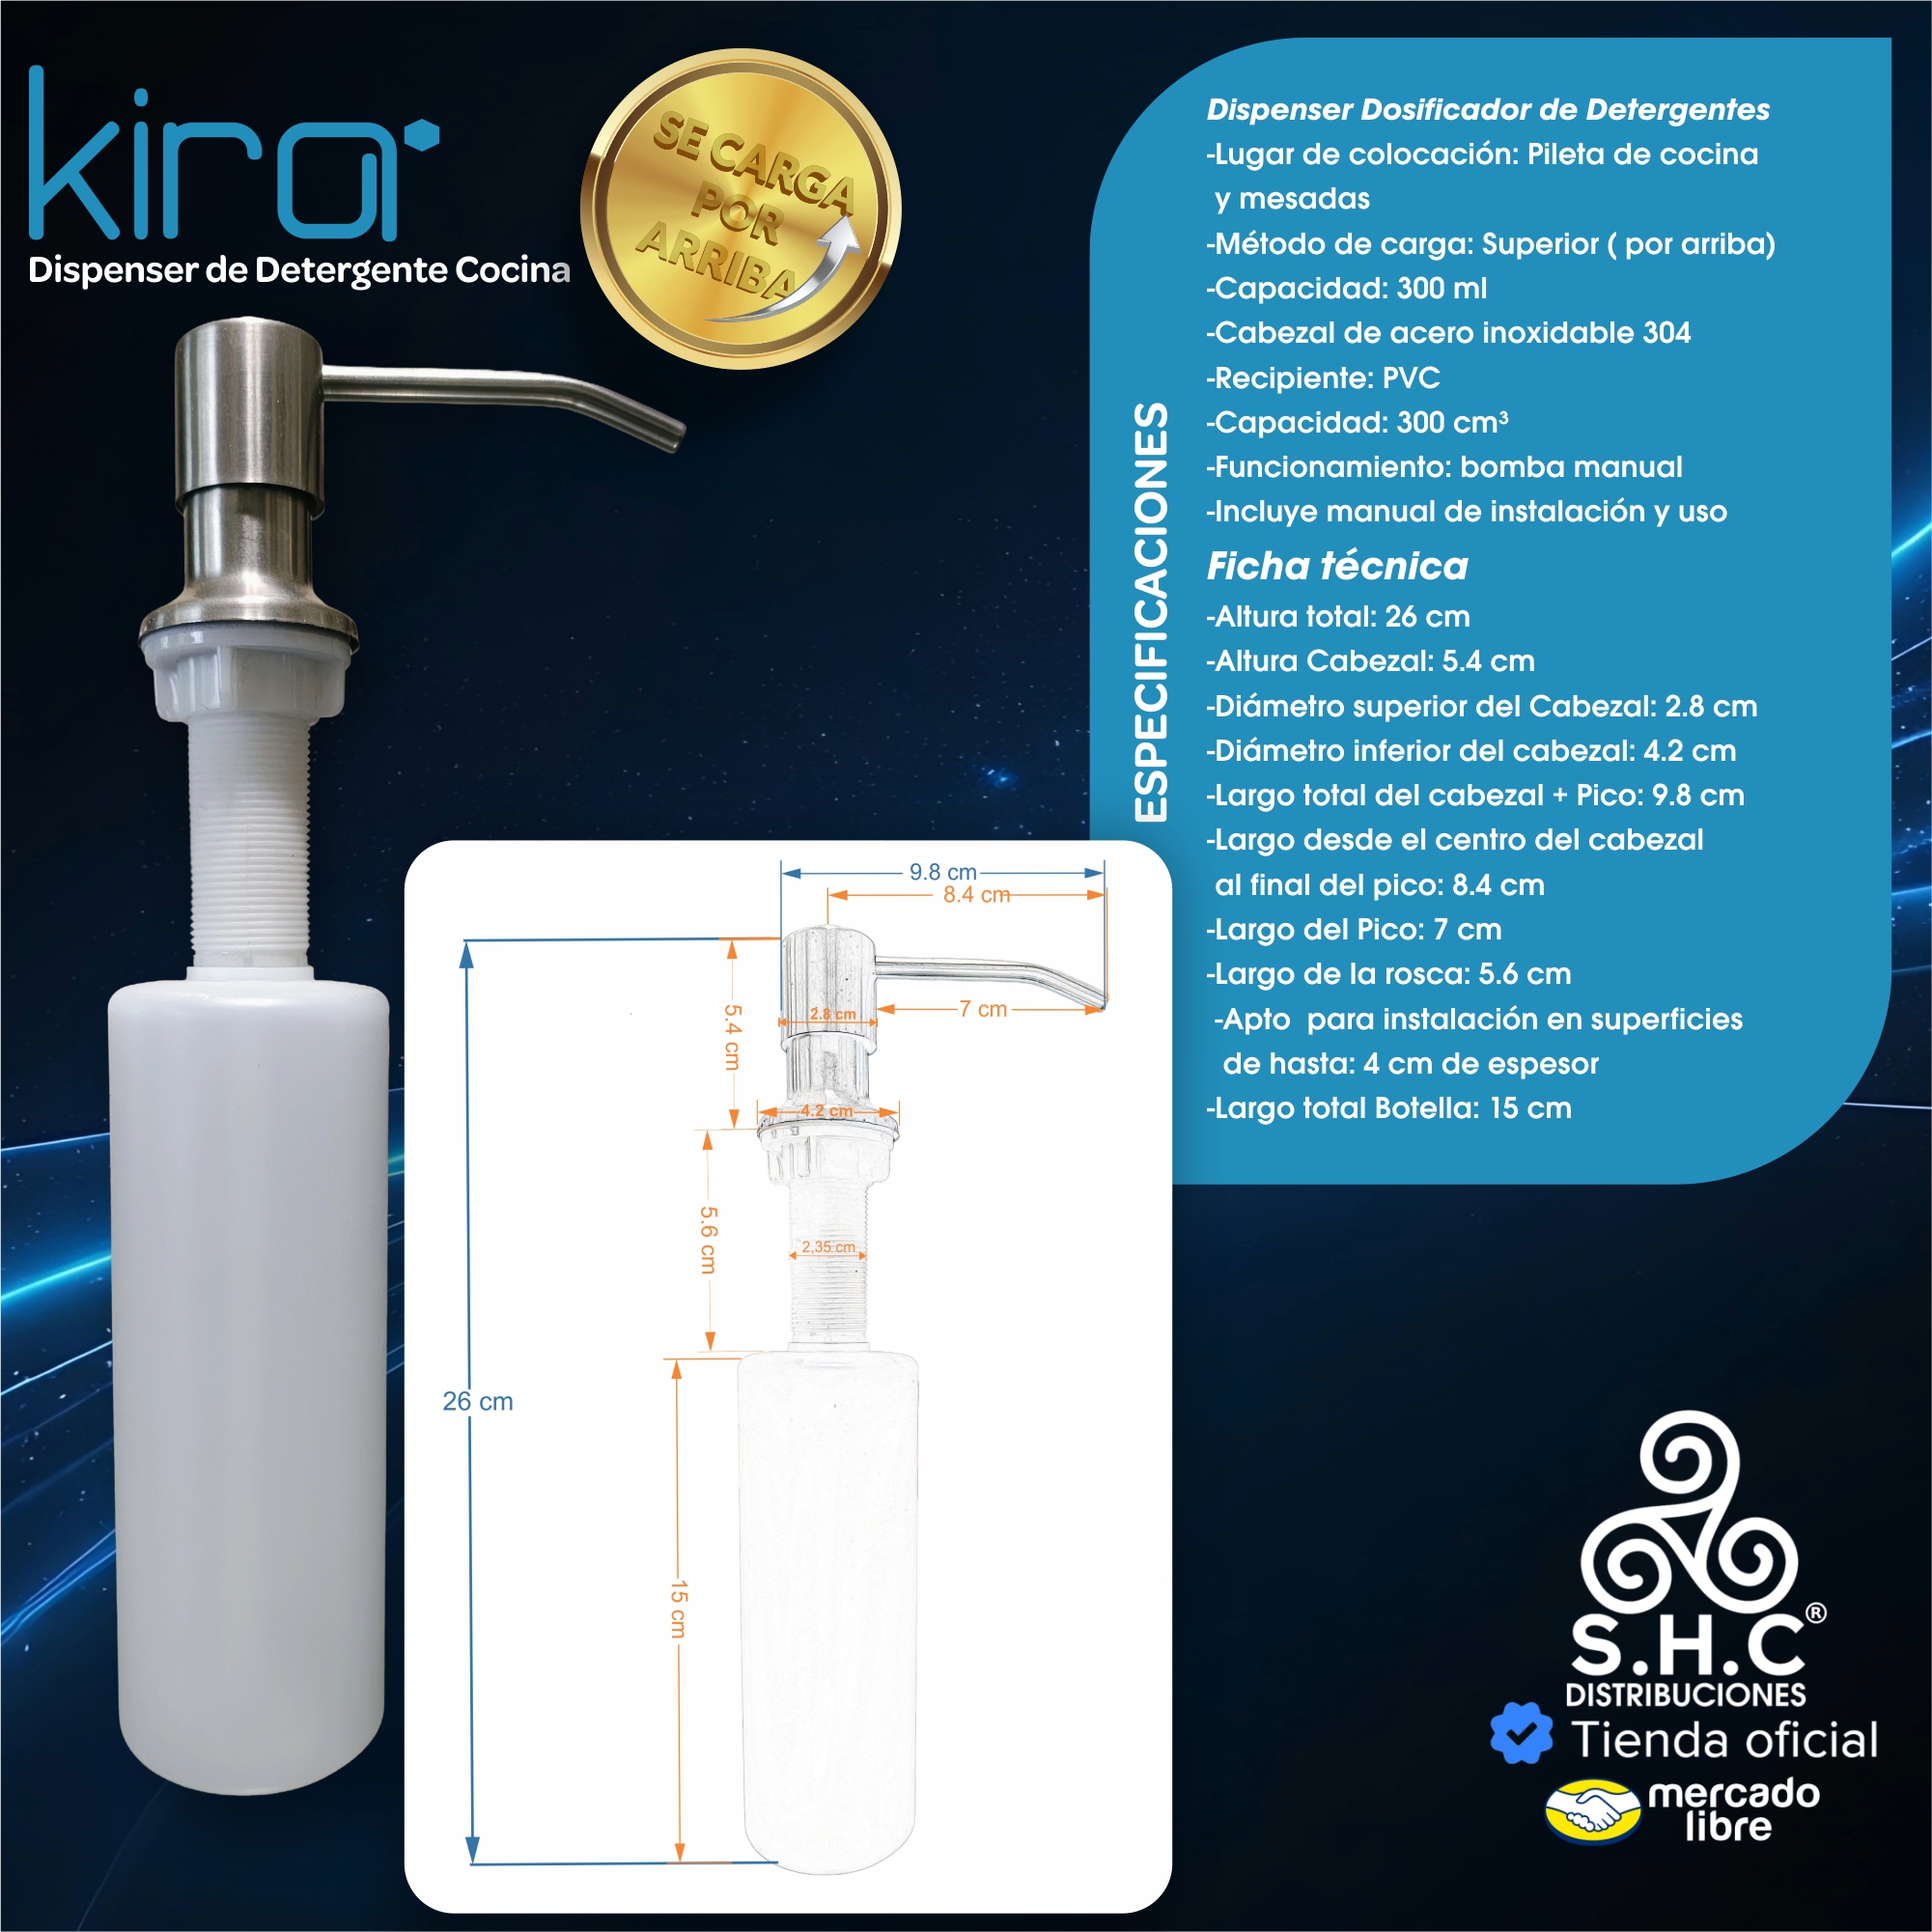 kira
Dispenser de Detergente Cocina
SE CARGA
POR
ARRIBA
ESPECIFICACIONES
Dispenser Dosificador de Detergentes
-Lugar de colocación: Pileta de cocina
y mesadas
-Método de carga: Superior ( por arriba)
-Capacidad: 300 ml
-Cabezal de acero inoxidable 304
-Recipiente: PVC
-Capacidad: 300 cm³
-Funcionamiento: bomba manual
-Incluye manual de instalación y uso
Ficha técnica
-Altura total: 26 cm
-Altura Cabezal: 5.4 cm
-Diámetro superior del Cabezal: 2.8 cm
-Diámetro inferior del cabezal: 4.2 cm
-Largo total del cabezal + Pico: 9.8 cm
-Largo desde el centro del cabezal
al final del pico: 8.4 cm
-Largo del Pico: 7 cm
-Largo de la rosca: 5.6 cm
-Apto  para instalación en superficies
de hasta: 4 cm de espesor
-Largo total Botella: 15 cm
9.8 cm
8.4 cm
5.4 cm
2.8 cm
7 cm
4.2 cm
5.6 cm
2,35 cm
26 cm
15 cm
S.H.C®
DISTRIBUCIONES
Tienda oficial
mercado
libre